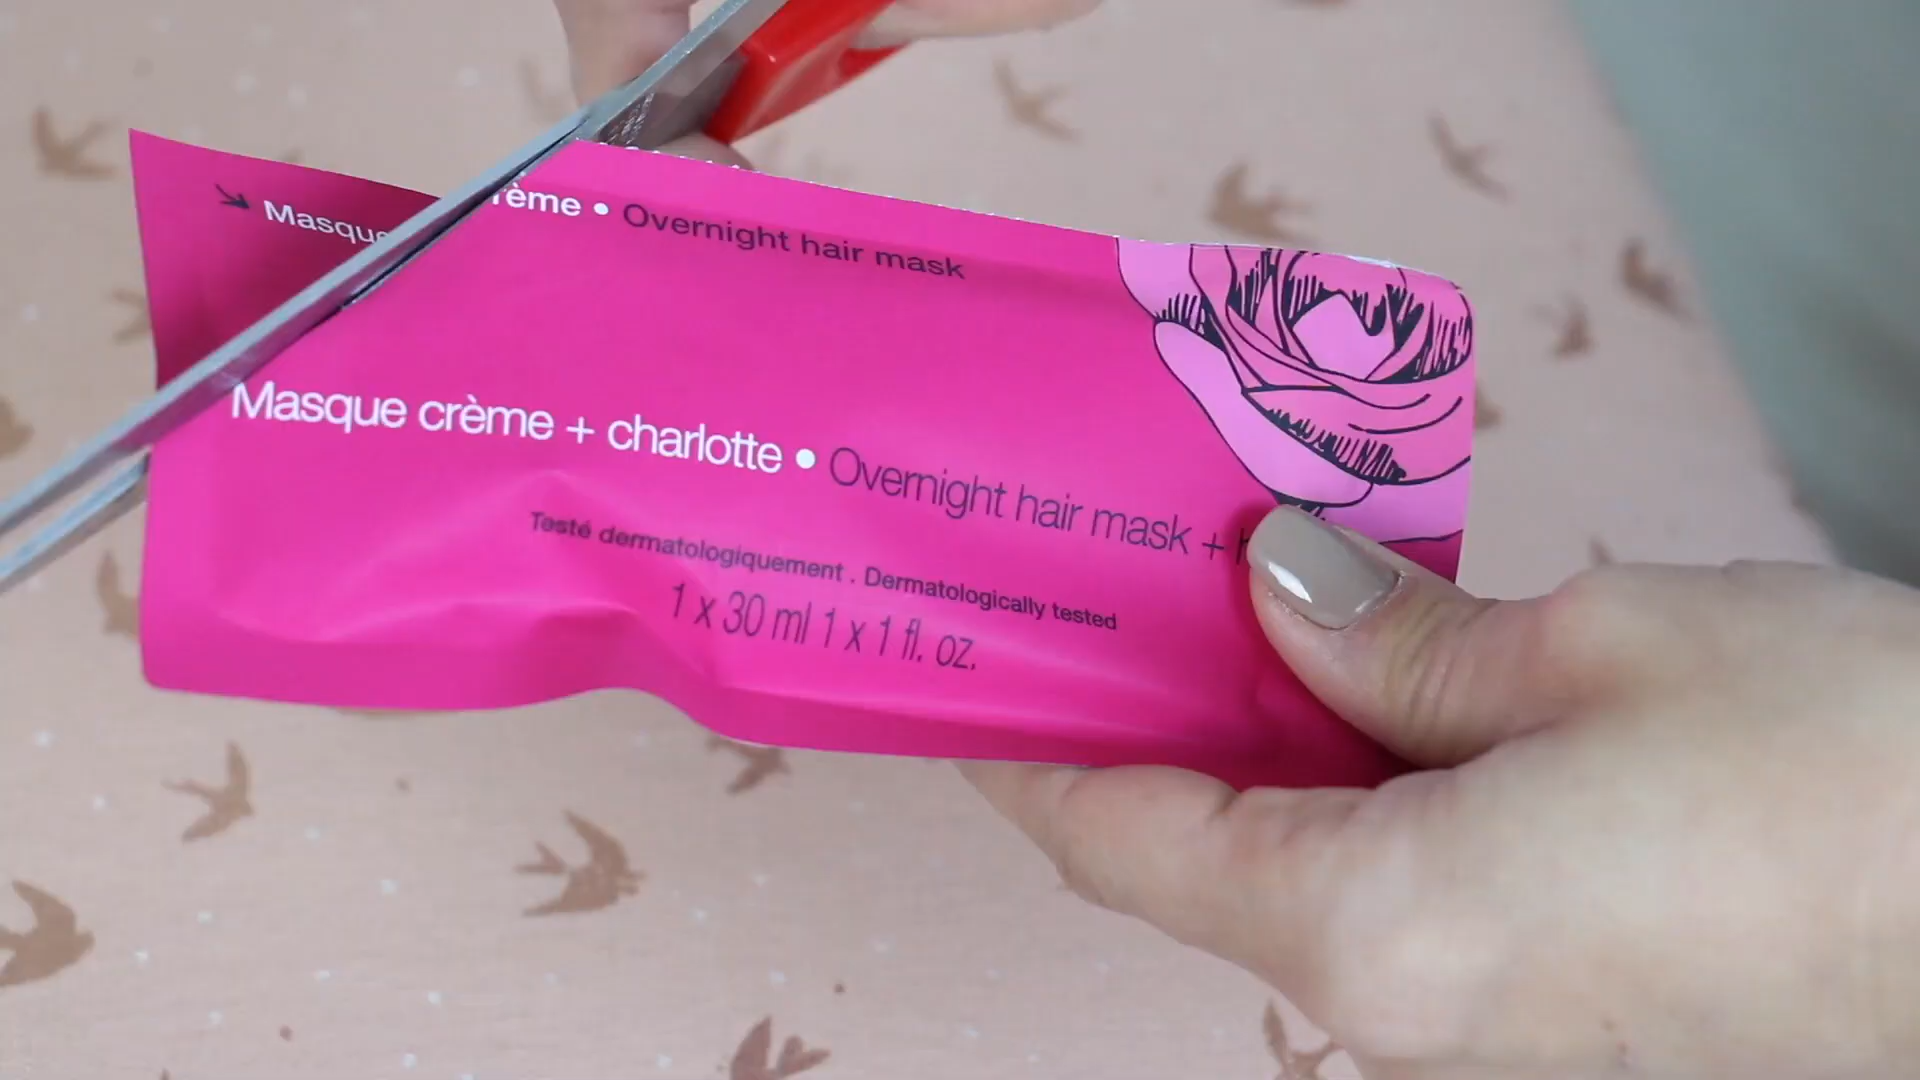 Masque crème • Overnight hair mask
Masque crème + charlotte • Overnight hair mask +
Testé dermatologiquement . Dermatologically tested
1 x 30 ml 1 x 1 fl. oz.